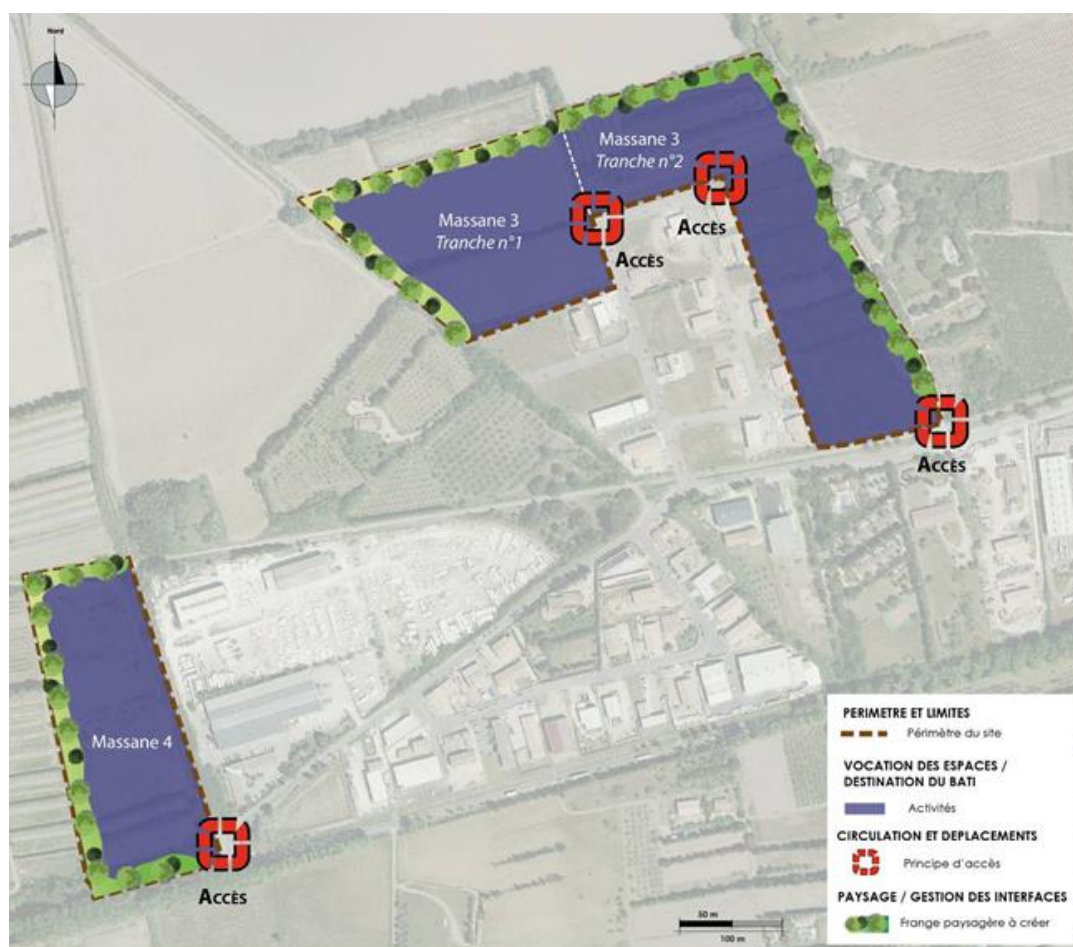 Nord
Massane 3
Tranche n°2
Massane 3
Tranche n°1
ACCÈS
ACCÈS
ACCÈS
Massane 4
ACCÈS
PERIMETRE ET LIMITES
Périmètre du site
VOCATION DES ESPACES /
DESTINATION DU BATI
Activités
CIRCULATION ET DEPLACEMENTS
Principe d'accès
PAYSAGE / GESTION DES INTERFACES
Frange paysagère à créer
50 m
100 m